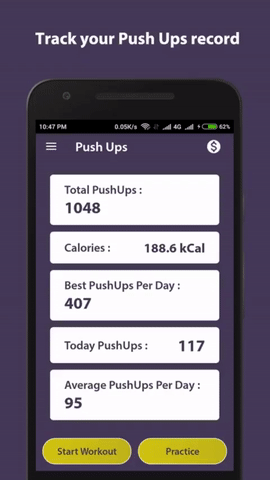 Track your Push Ups record
10:47 PM 0.05K/s 4G 62%
Push Ups
$
Total PushUps :
1048
Calories : 188.6 kCal
Best PushUps Per Day :
407
Today PushUps : 117
Average PushUps Per Day :
95
Start Workout Practice